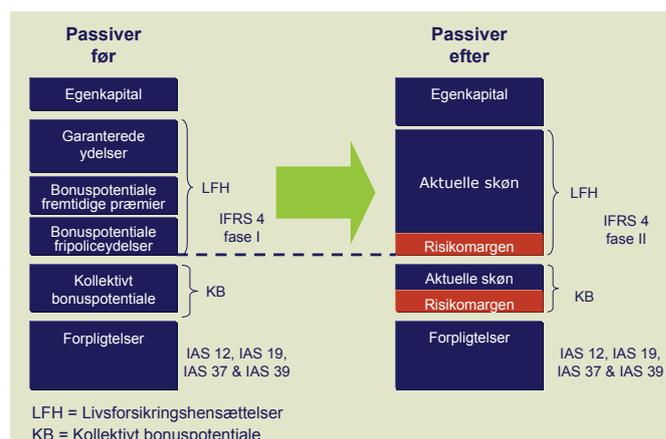 Passiver
før
Egenkapital
Garanterede
ydelser
Bonuspotentiale
fremtidige præmier
Bonuspotentiale
fripoliceydelser
LFH
IFRS 4
fase I
Kollektivt
bonuspotentiale
KB
Forpligtelser
IAS 12, IAS 19,
IAS 37 & IAS 39
Passiver
efter
Egenkapital
Aktuelle skøn
Risikomargen
LFH
IFRS 4
fase II
Aktuelle skøn
Risikomargen
KB
Forpligtelser
IAS 12, IAS 19,
IAS 37 & IAS 39
LFH = Livsforsikringshensættelser
KB = Kollektivt bonuspotentiale